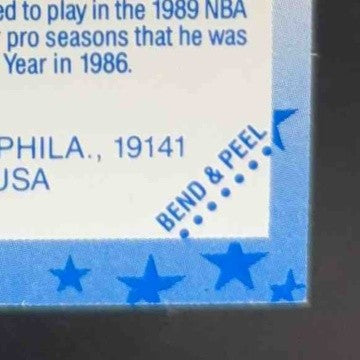 ed to play in the 1989 NBA
pro seasons that he was
Year in 1986.
PHILA., 19141
USA
BEND & PEEL